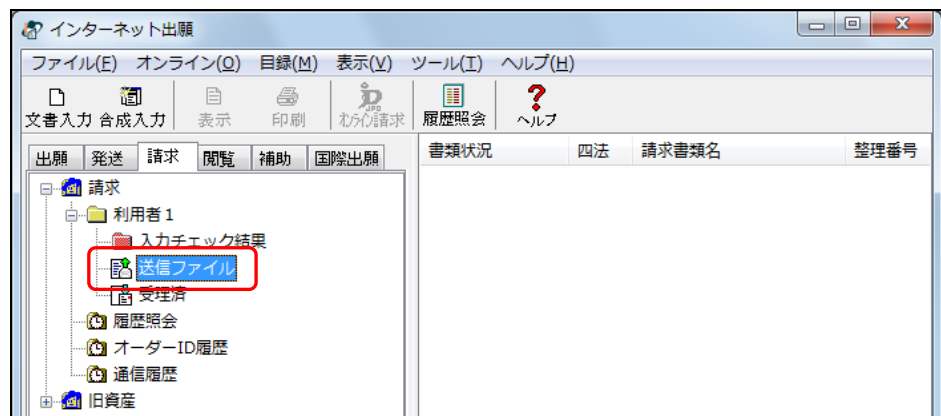 インターネット出願
ファイル(F) オンライン(O) 目録(M) 表示(V) ツール(T) ヘルプ(H)
文書入力 合成入力 表示 印刷 オンライン請求 履歴照会 ヘルプ
出願 発送 請求 閲覧 補助 国際出願
書類状況 四法 請求書類名 整理番号
請求
利用者1
入力チェック結果
送信ファイル
受理済
履歴照会
オーダーID履歴
通信履歴
旧資産